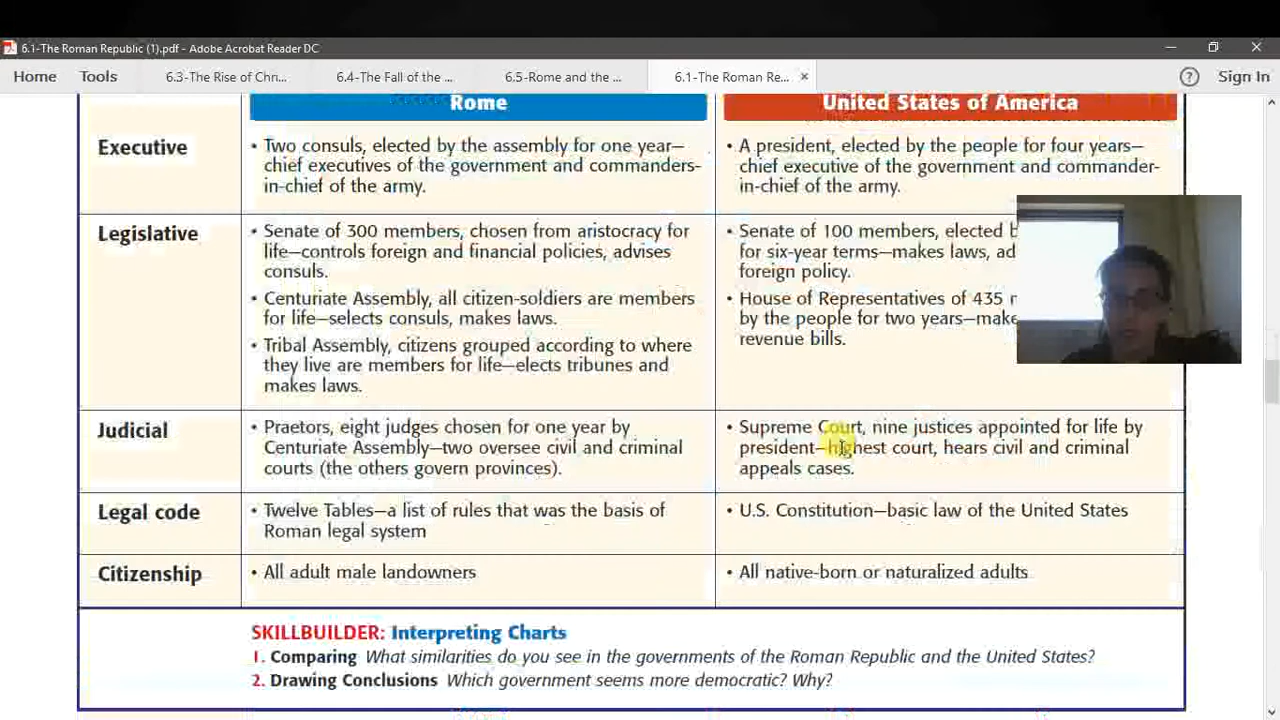 6.1-The Roman Republic (1).pdf - Adobe Acrobat Reader DC
Home Tools 6.3-The Rise of Chri... 6.4-The Fall of the ... 6.5-Rome and the ... 6.1-The Roman Re... × ? Sign In
Rome
United States of America
Executive
• Two consuls, elected by the assembly for one year—
chief executives of the government and commanders-
in-chief of the army.
• A president, elected by the people for four years—
chief executive of the government and commander-
in-chief of the army.
Legislative
• Senate of 300 members, chosen from aristocracy for
life—controls foreign and financial policies, advises
consuls.
• Centuriate Assembly, all citizen-soldiers are members
for life—selects consuls, makes laws.
• Tribal Assembly, citizens grouped according to where
they live are members for life—elects tribunes and
makes laws.
• Senate of 100 members, elected
for six-year terms—makes laws,
foreign policy.
• House of Representatives of 435
by the people for two years—
revenue bills.
Judicial
• Praetors, eight judges chosen for one year by
Centuriate Assembly—two oversee civil and criminal
courts (the others govern provinces).
• Supreme Court, nine justices appointed for life by
president—highest court, hears civil and criminal
appeals cases.
Legal code
• Twelve Tables—a list of rules that was the basis of
Roman legal system
• U.S. Constitution—basic law of the United States
Citizenship
• All adult male landowners
• All native-born or naturalized adults
SKILLBUILDER: Interpreting Charts
1. Comparing What similarities do you see in the governments of the Roman Republic and the United States?
2. Drawing Conclusions Which government seems more democratic? Why?